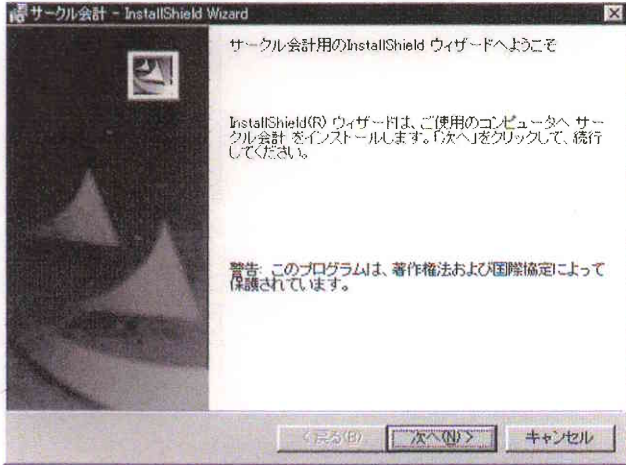 サークル会計 - InstallShield Wizard
サークル会計用のInstallShield ウィザードへようこそ
InstallShield(R) ウィザードは、ご使用のコンピュータへ サー
クル会計 をインストールします。「次へ」をクリックして、続行
してください。
警告: このプログラムは、著作権法および国際協定によって
保護されています。
< 戻る(B)
次へ(N) >
キャンセル